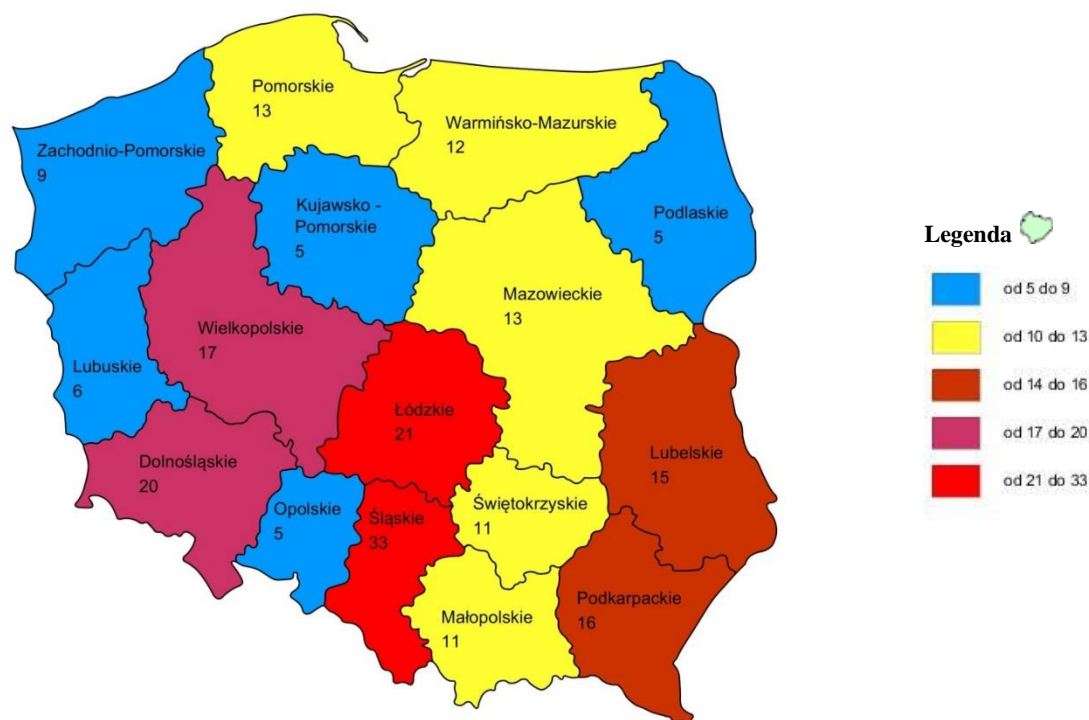 Pomorskie
13
Warmińsko-Mazurskie
12
Zachodnio-Pomorskie
9
Kujawsko -
Pomorskie
5
Podlaskie
5
Mazowieckie
13
Wielkopolskie
17
Lubuskie
6
Łódzkie
21
Lubelskie
15
Dolnośląskie
20
Opolskie
5
Śląskie
33
Świętokrzyskie
11
Podkarpackie
16
Małopolskie
11
Legenda
od 5 do 9
od 10 do 13
od 14 do 16
od 17 do 20
od 21 do 33